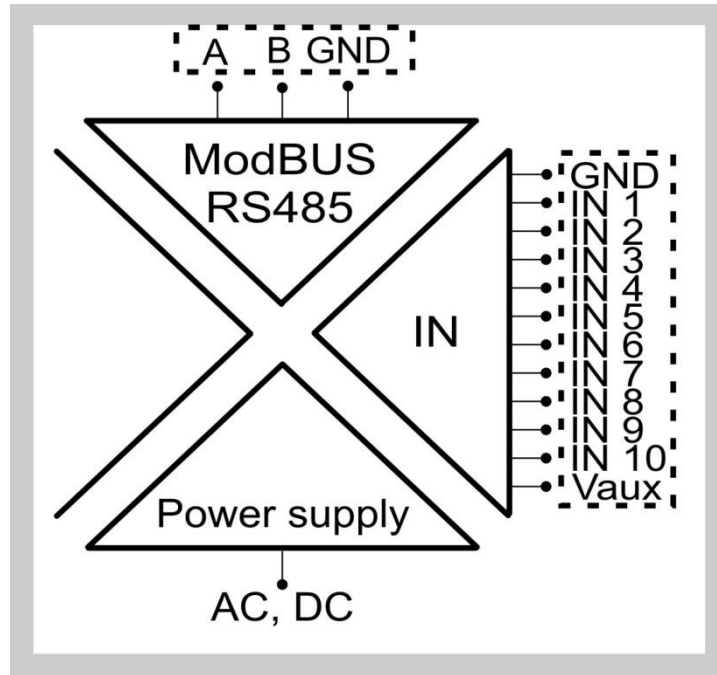 A B GND
ModBUS
RS485
IN
GND
IN 1
IN 2
IN 3
IN 4
IN 5
IN 6
IN 7
IN 8
IN 9
IN 10
Vaux
Power supply
AC, DC